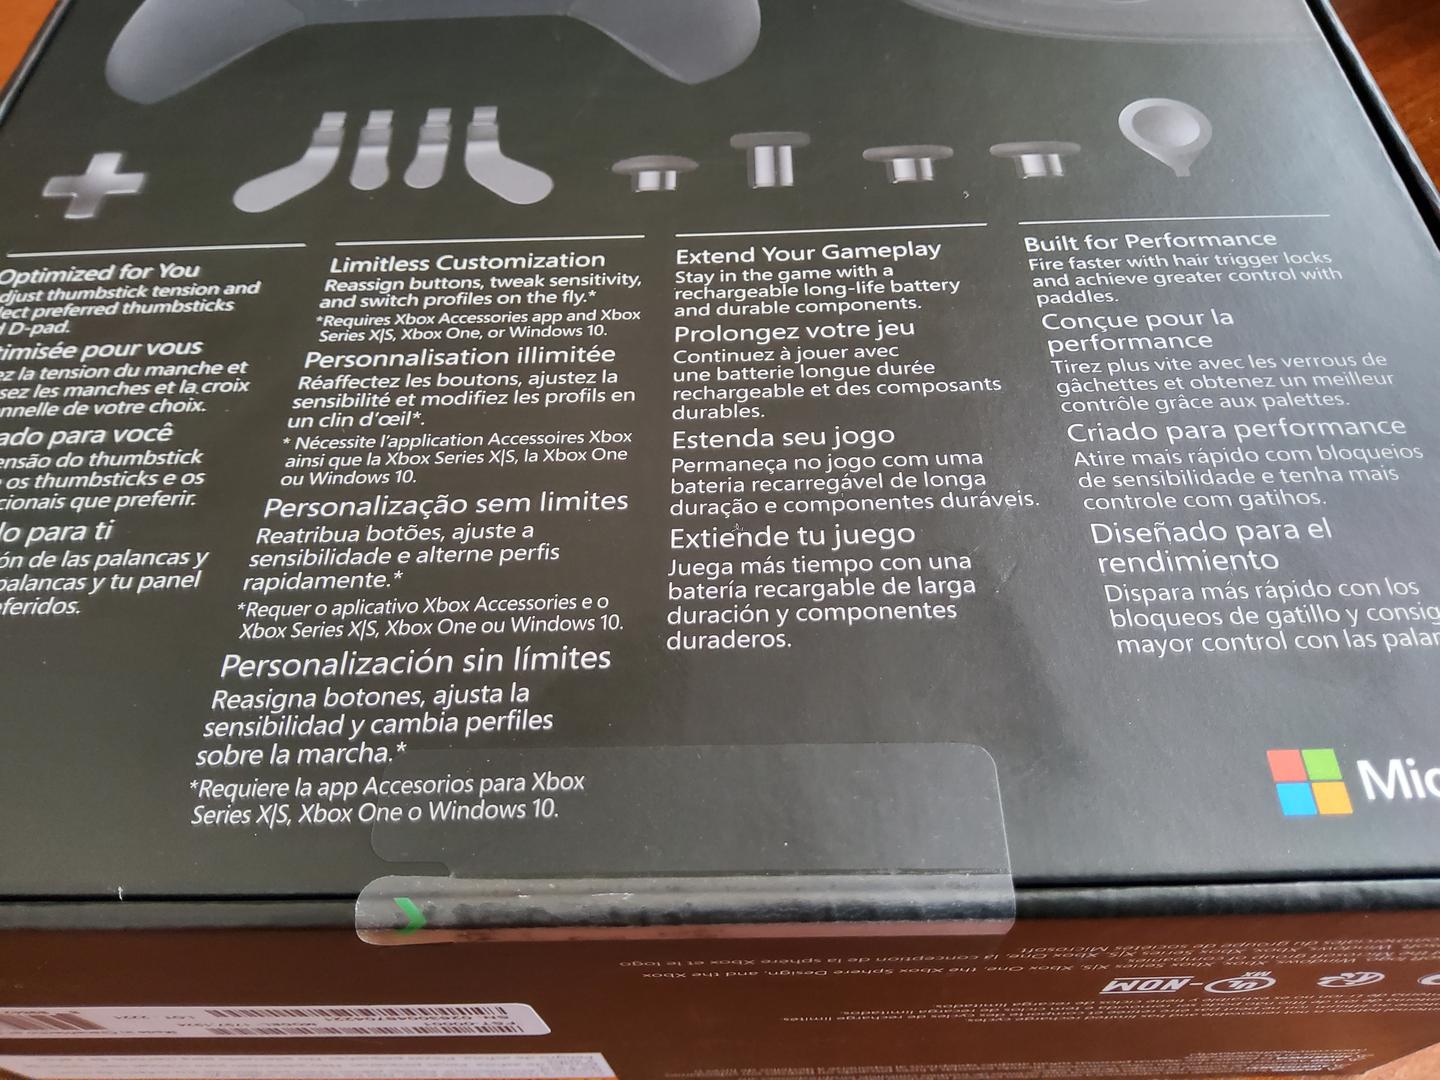 Optimized for You
djust thumbstick tension and
lect preferred thumbsticks
d D-pad.
timisée pour vous
ez la tension du manche et
sez les manches et la croix
nnelle de votre choix.
ado para você
ensão do thumbstick
os thumbsticks e os
cionais que preferir.
lo para ti
ón de las palancas y
palancas y tu panel
eferidos.
Limitless Customization
Reassign buttons, tweak sensitivity,
and switch profiles on the fly.*
*Requires Xbox Accessories app and Xbox
Series X|S, Xbox One, or Windows 10.
Personnalisation illimitée
Réaffectez les boutons, ajustez la
sensibilité et modifiez les profils en
un clin d'œil*.
* Nécessite l'application Accessoires Xbox
ainsi que la Xbox Series X|S, la Xbox One
ou Windows 10.
Personalização sem limites
Reatribua botões, ajuste a
sensibilidade e alterne perfis
rapidamente.*
*Requer o aplicativo Xbox Accessories e o
Xbox Series X|S, Xbox One ou Windows 10.
Personalización sin límites
Reasigna botones, ajusta la
sensibilidad y cambia perfiles
sobre la marcha.*
*Requiere la app Accesorios para Xbox
Series X|S, Xbox One o Windows 10.
Extend Your Gameplay
Stay in the game with a
rechargeable long-life battery
and durable components.
Prolongez votre jeu
Continuez à jouer avec
une batterie longue durée
rechargeable et des composants
durables.
Estenda seu jogo
Permaneça no jogo com uma
bateria recarregável de longa
duração e componentes duráveis.
Extiende tu juego
Juega más tiempo con una
batería recargable de larga
duración y componentes
duraderos.
Built for Performance
Fire faster with hair trigger locks
and achieve greater control with
paddles.
Conçue pour la
performance
Tirez plus vite avec les verrous de
gâchettes et obtenez un meilleur
contrôle grâce aux palettes.
Criado para performance
Atire mais rápido com bloqueios
de sensibilidade e tenha mais
controle com gatihos.
Diseñado para el
rendimiento
Dispara más rápido con los
bloqueos de gatillo y consig
mayor control con las palan
Mic
UL
MX
-NOM